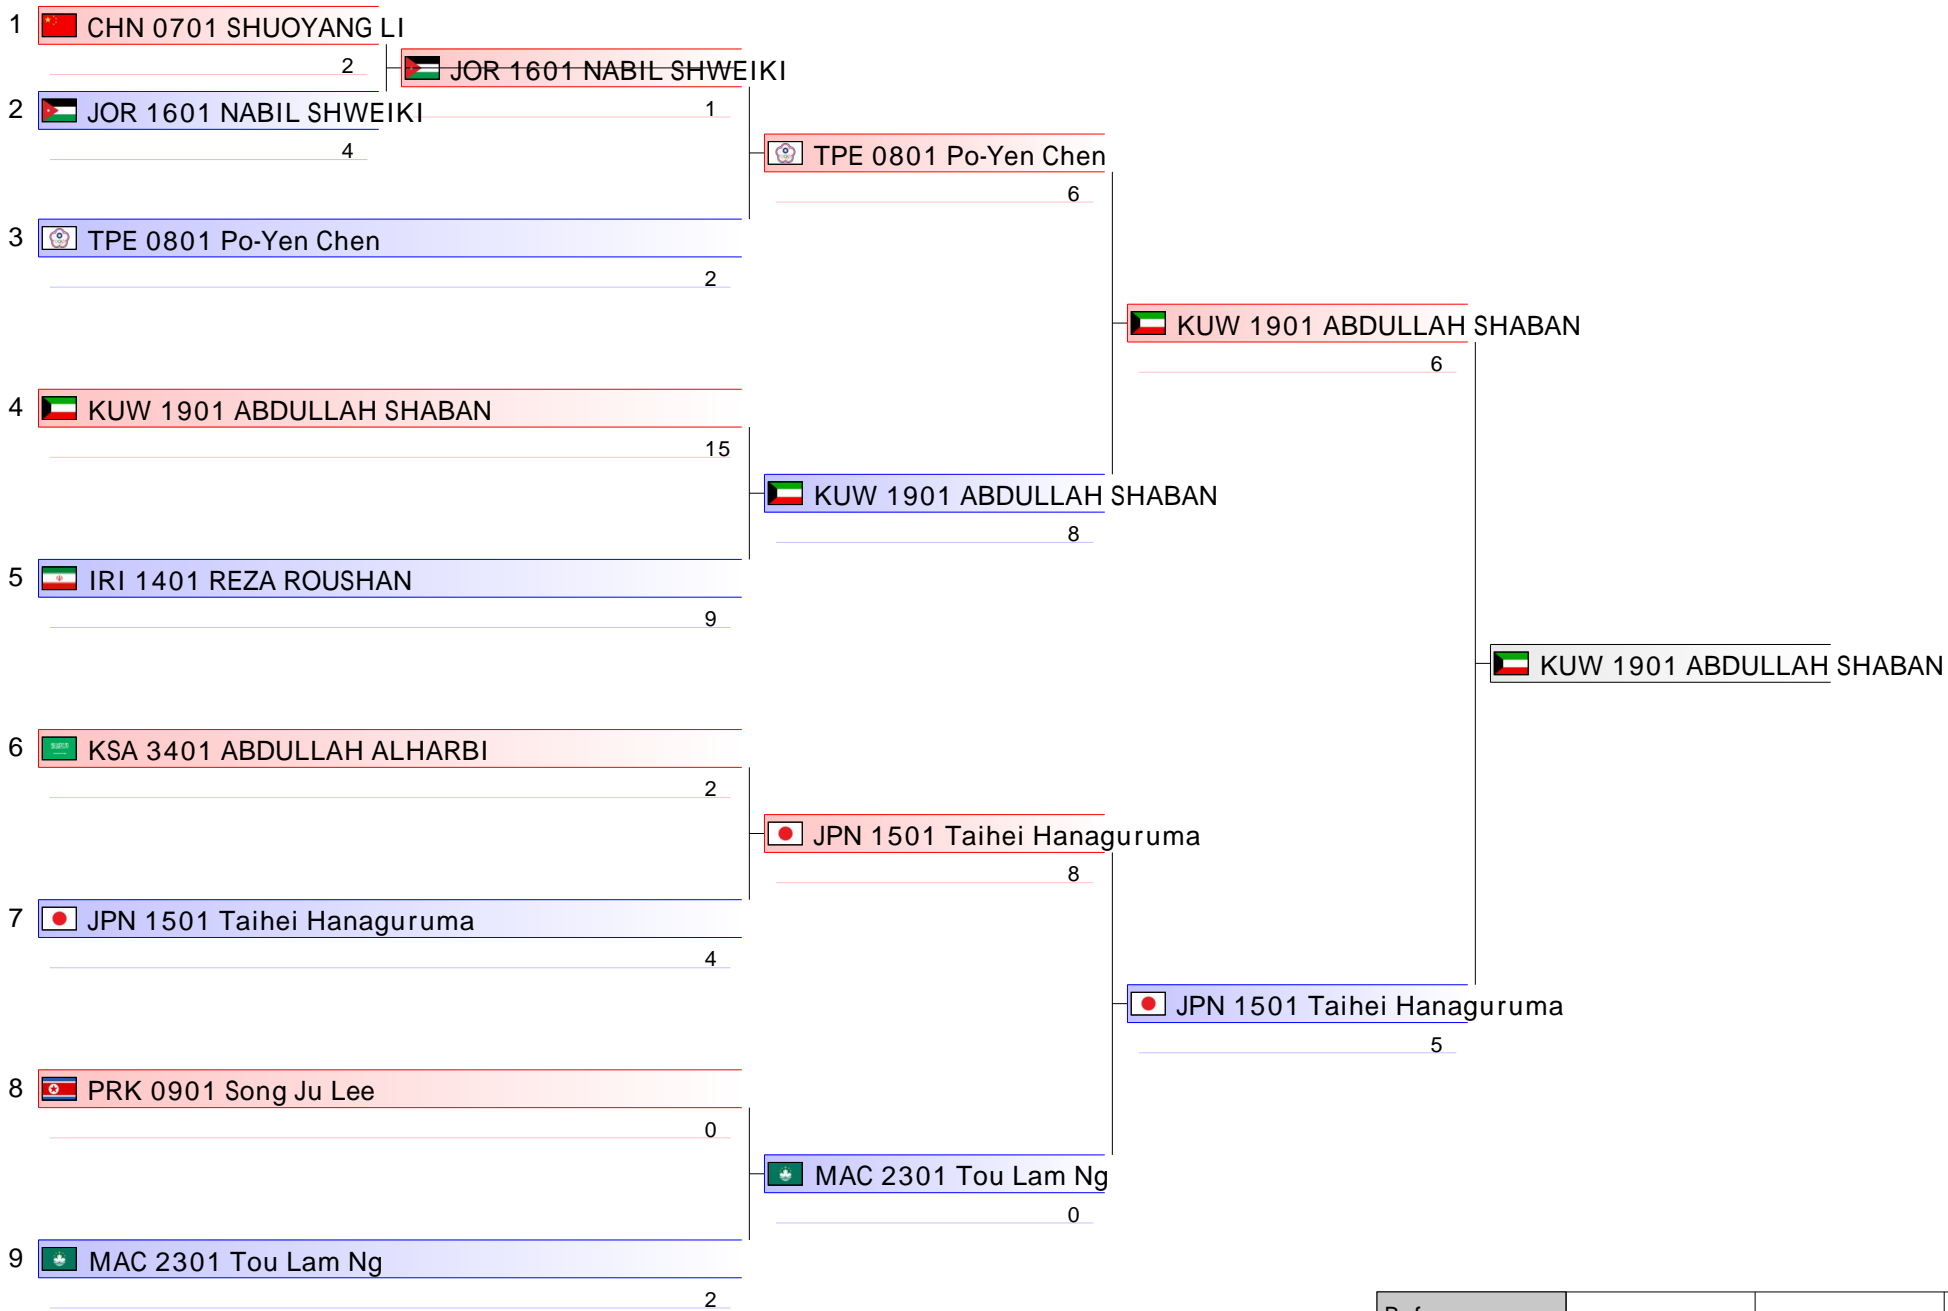 1 CHN 0701 SHUOYANG LI
2
JOR 1601 NABIL SHWEIKI
1
2 JOR 1601 NABIL SHWEIKI
4
TPE 0801 Po-Yen Chen
6
3 TPE 0801 Po-Yen Chen
2
KUW 1901 ABDULLAH SHABAN
6
4 KUW 1901 ABDULLAH SHABAN
15
KUW 1901 ABDULLAH SHABAN
8
5 IRI 1401 REZA ROUSHAN
9
KUW 1901 ABDULLAH SHABAN
6 KSA 3401 ABDULLAH ALHARBI
2
JPN 1501 Taihei Hanaguruma
8
7 JPN 1501 Taihei Hanaguruma
4
JPN 1501 Taihei Hanaguruma
5
8 PRK 0901 Song Ju Lee
0
MAC 2301 Tou Lam Ng
0
9 MAC 2301 Tou Lam Ng
2